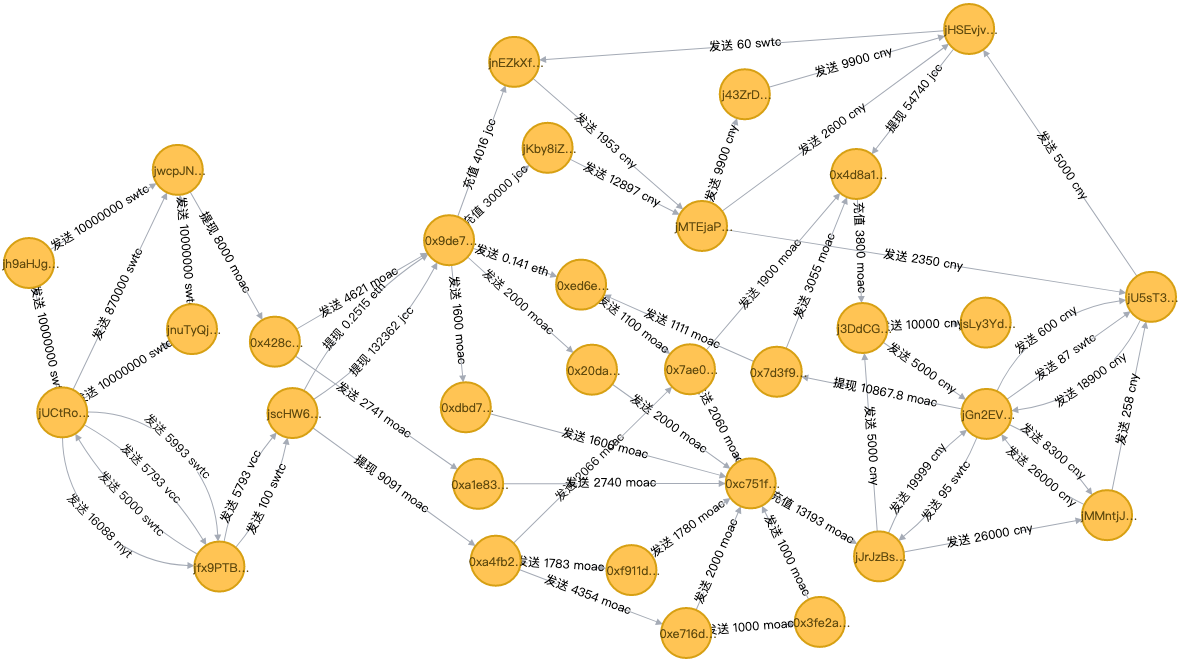 jHSEvjv...
发送 60 swtc
jnEZkXf...
发送 9900 cny
j43ZrD...
提现 54740 jcc
发送 2600 cny
发送 1953 cny
充值 4016 jcc
发送 5000 cny
jKby8iZ...
发送 9900 cny
发送 12897 cny
充值 30000 jcc
jwcpJN...
0x4d8a1...
发送 10000000 swtc
jMTEjaP...
0x9de7...
提现 8000 moac
发送 10000000 swtc
充值 3800 moac
发送 870000 swtc
发送 0.141 eth
发送 2350 cny
jh9aHJg...
发送 1900 moac
发送 3055 moac
0xed6e...
发送 4621 moac
提现 0.2515 eth
发送 2000 moac
jU5sT3...
发送 10000000 swtc
jnuTyQj...
发送 1600 moac
发送 1100 moac
发送 1111 moac
j3DdCG...
发送 10000 cny
jsLy3Yd...
发送 600 cny
0x428c...
提现 132362 jcc
发送 87 swtc
发送 5000 cny
发送 10000000 swtc
0x20da...
0x7ae0...
0x7d3f9...
发送 18900 cny
提现 10867.8 moac
jUCtRo...
jscHW6...
发送 2741 moac
0xdbd7...
发送 2060 moac
发送 2000 moac
发送 5000 cny
jGn2EV...
发送 258 cny
发送 5993 swtc
发送 1606 moac
发送 2066 moac
发送 8300 cny
发送 5793 vcc
发送 5793 vcc
发送 5000 swtc
发送 100 swtc
提现 9091 moac
0xa1e83...
发送 2740 moac
0xc751f...
发送 19999 cny
发送 95 swtc
发送 26000 cny
发送 16088 myt
充值 13193 moac
jMMntjJ...
发送 1780 moac
发送 26000 cny
jfx9PTB...
0xa4fb2...
发送 1783 moac
0xf911d...
发送 2000 moac
发送 1000 moac
jJrJzBs...
发送 4354 moac
0xe716d...
发送 1000 moac
0x3fe2a...